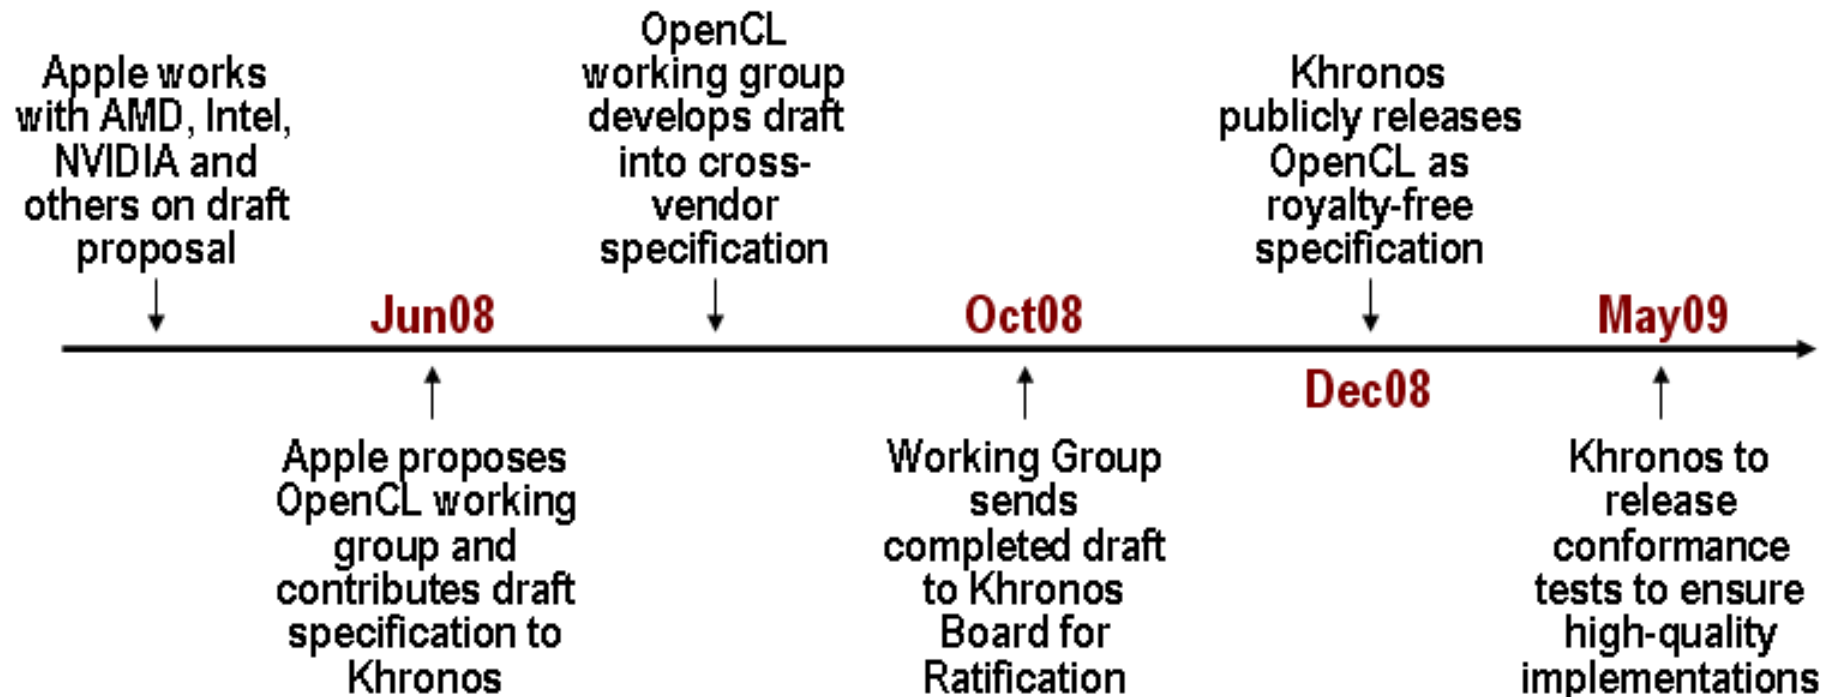 Apple works
with AMD, Intel,
NVIDIA and
others on draft
proposal
OpenCL
working group
develops draft
into cross-
vendor
specification
Khronos
publicly releases
OpenCL as
royalty-free
specification
Jun08
Oct08
May09
Dec08
Apple proposes
OpenCL working
group and
contributes draft
specification to
Khronos
Working Group
sends
completed draft
to Khronos
Board for
Ratification
Khronos to
release
conformance
tests to ensure
high-quality
implementations